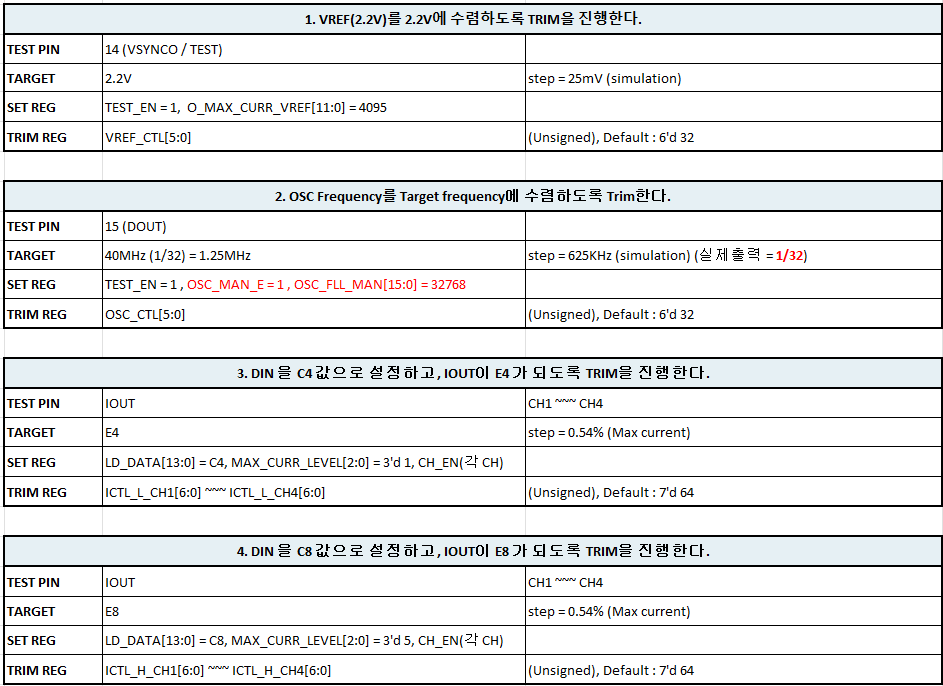 1. VREF(2.2V)를 2.2V에 수렴하도록 TRIM을 진행한다.
TEST PIN 14 (VSYNCO / TEST)
TARGET 2.2V step = 25mV (simulation)
SET REG TEST_EN = 1, O_MAX_CURR_VREF[11:0] = 4095
TRIM REG VREF_CTL[5:0] (Unsigned), Default : 6'd 32
2. OSC Frequency를 Target frequency에 수렴하도록 Trim한다.
TEST PIN 15 (DOUT)
TARGET 40MHz (1/32) = 1.25MHz step = 625KHz (simulation) (실제출력 = 1/32)
SET REG TEST_EN = 1 , OSC_MAN_E = 1 , OSC_FLL_MAN[15:0] = 32768
TRIM REG OSC_CTL[5:0] (Unsigned), Default : 6'd 32
3. DIN 을 C4 값으로 설정하고, IOUT이 E4 가 되도록 TRIM을 진행한다.
TEST PIN IOUT CH1 ~~~ CH4
TARGET E4 step = 0.54% (Max current)
SET REG LD_DATA[13:0] = C4, MAX_CURR_LEVEL[2:0] = 3'd 1, CH_EN(각 CH)
TRIM REG ICTL_L_CH1[6:0] ~~~ ICTL_L_CH4[6:0] (Unsigned), Default : 7'd 64
4. DIN 을 C8 값으로 설정하고, IOUT이 E8 가 되도록 TRIM을 진행한다.
TEST PIN IOUT CH1 ~~~ CH4
TARGET E8 step = 0.54% (Max current)
SET REG LD_DATA[13:0] = C8, MAX_CURR_LEVEL[2:0] = 3'd 5, CH_EN(각 CH)
TRIM REG ICTL_H_CH1[6:0] ~~~ ICTL_H_CH4[6:0] (Unsigned), Default : 7'd 64